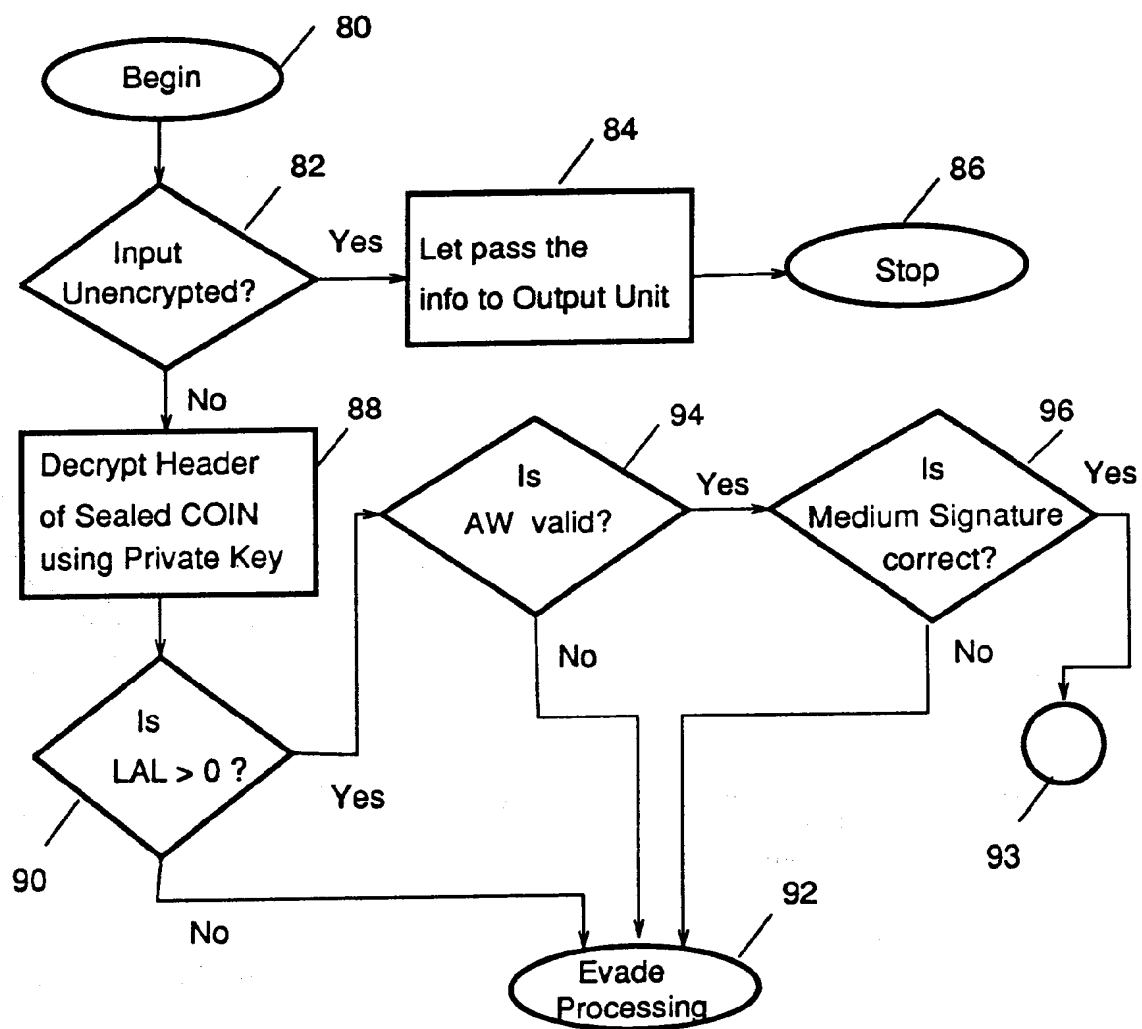 80
Begin
82
Input
Unencrypted?
Yes
84
Let pass the
info to Output Unit
86
Stop
No
88
Decrypt Header
of Sealed COIN
using Private Key
94
Is
AW valid?
Yes
96
Is
Medium Signature
correct?
Yes
No
No
Is
LAL > 0 ?
Yes
90
No
93
92
Evade
Processing